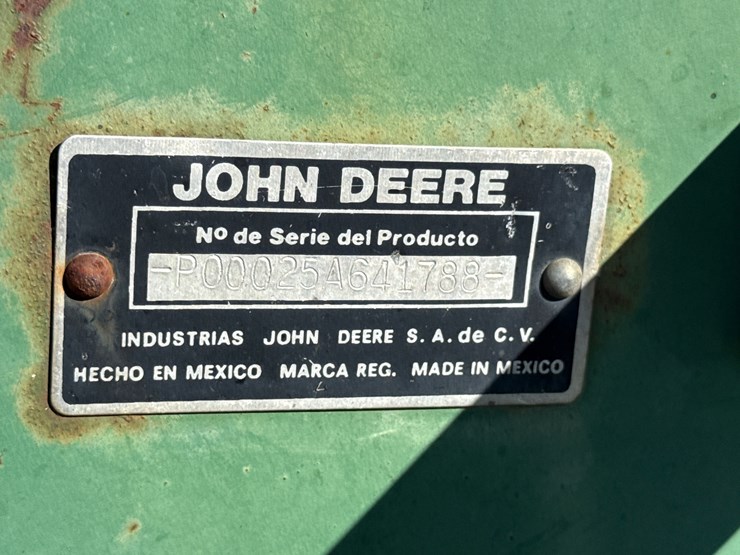 JOHN DEERE
Nº de Serie del Producto
-P00025A641788-
INDUSTRIAS JOHN DEERE S. A. de C. V.
HECHO EN MEXICO MARCA REG. MADE IN MEXICO